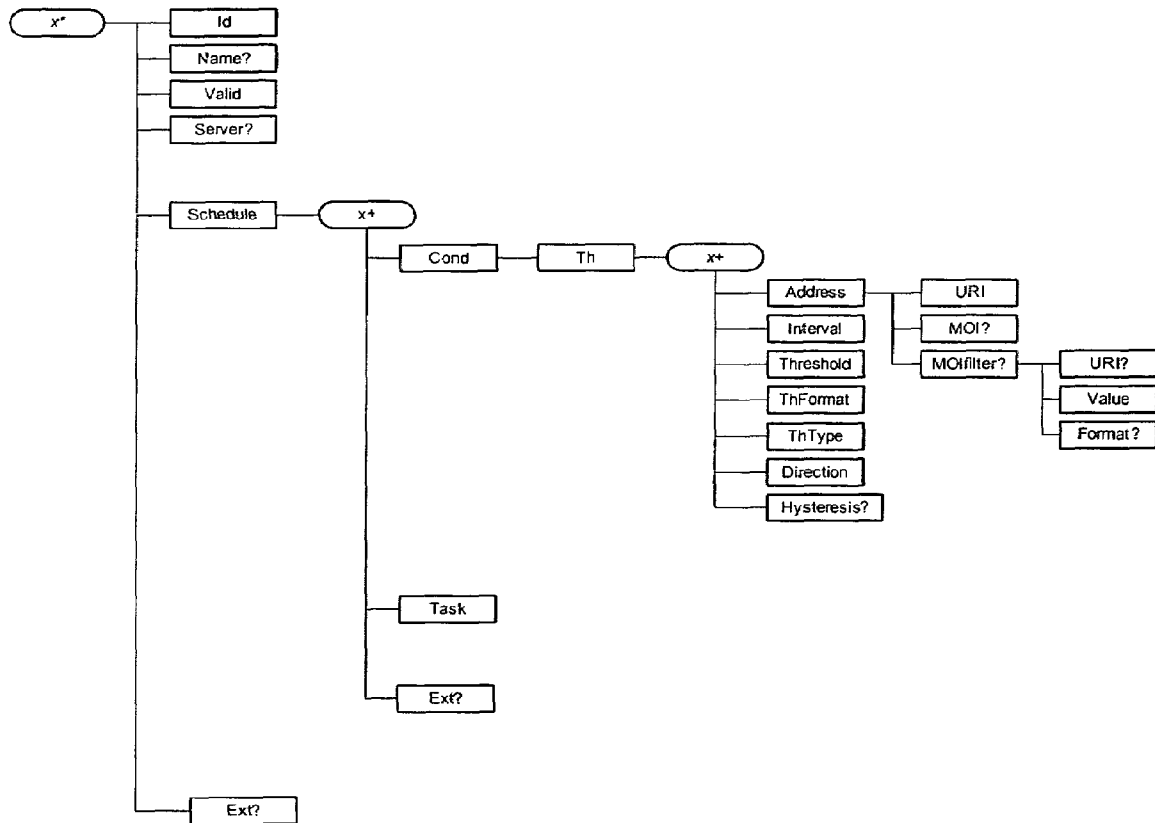 x*
Id
Name?
Valid
Server?
Schedule
x+
Cond
Th
x+
Address
URI
Interval
MOI?
Threshold
MOIfilter?
URI?
ThFormat
Value
ThType
Format?
Direction
Hysteresis?
Task
Ext?
Ext?